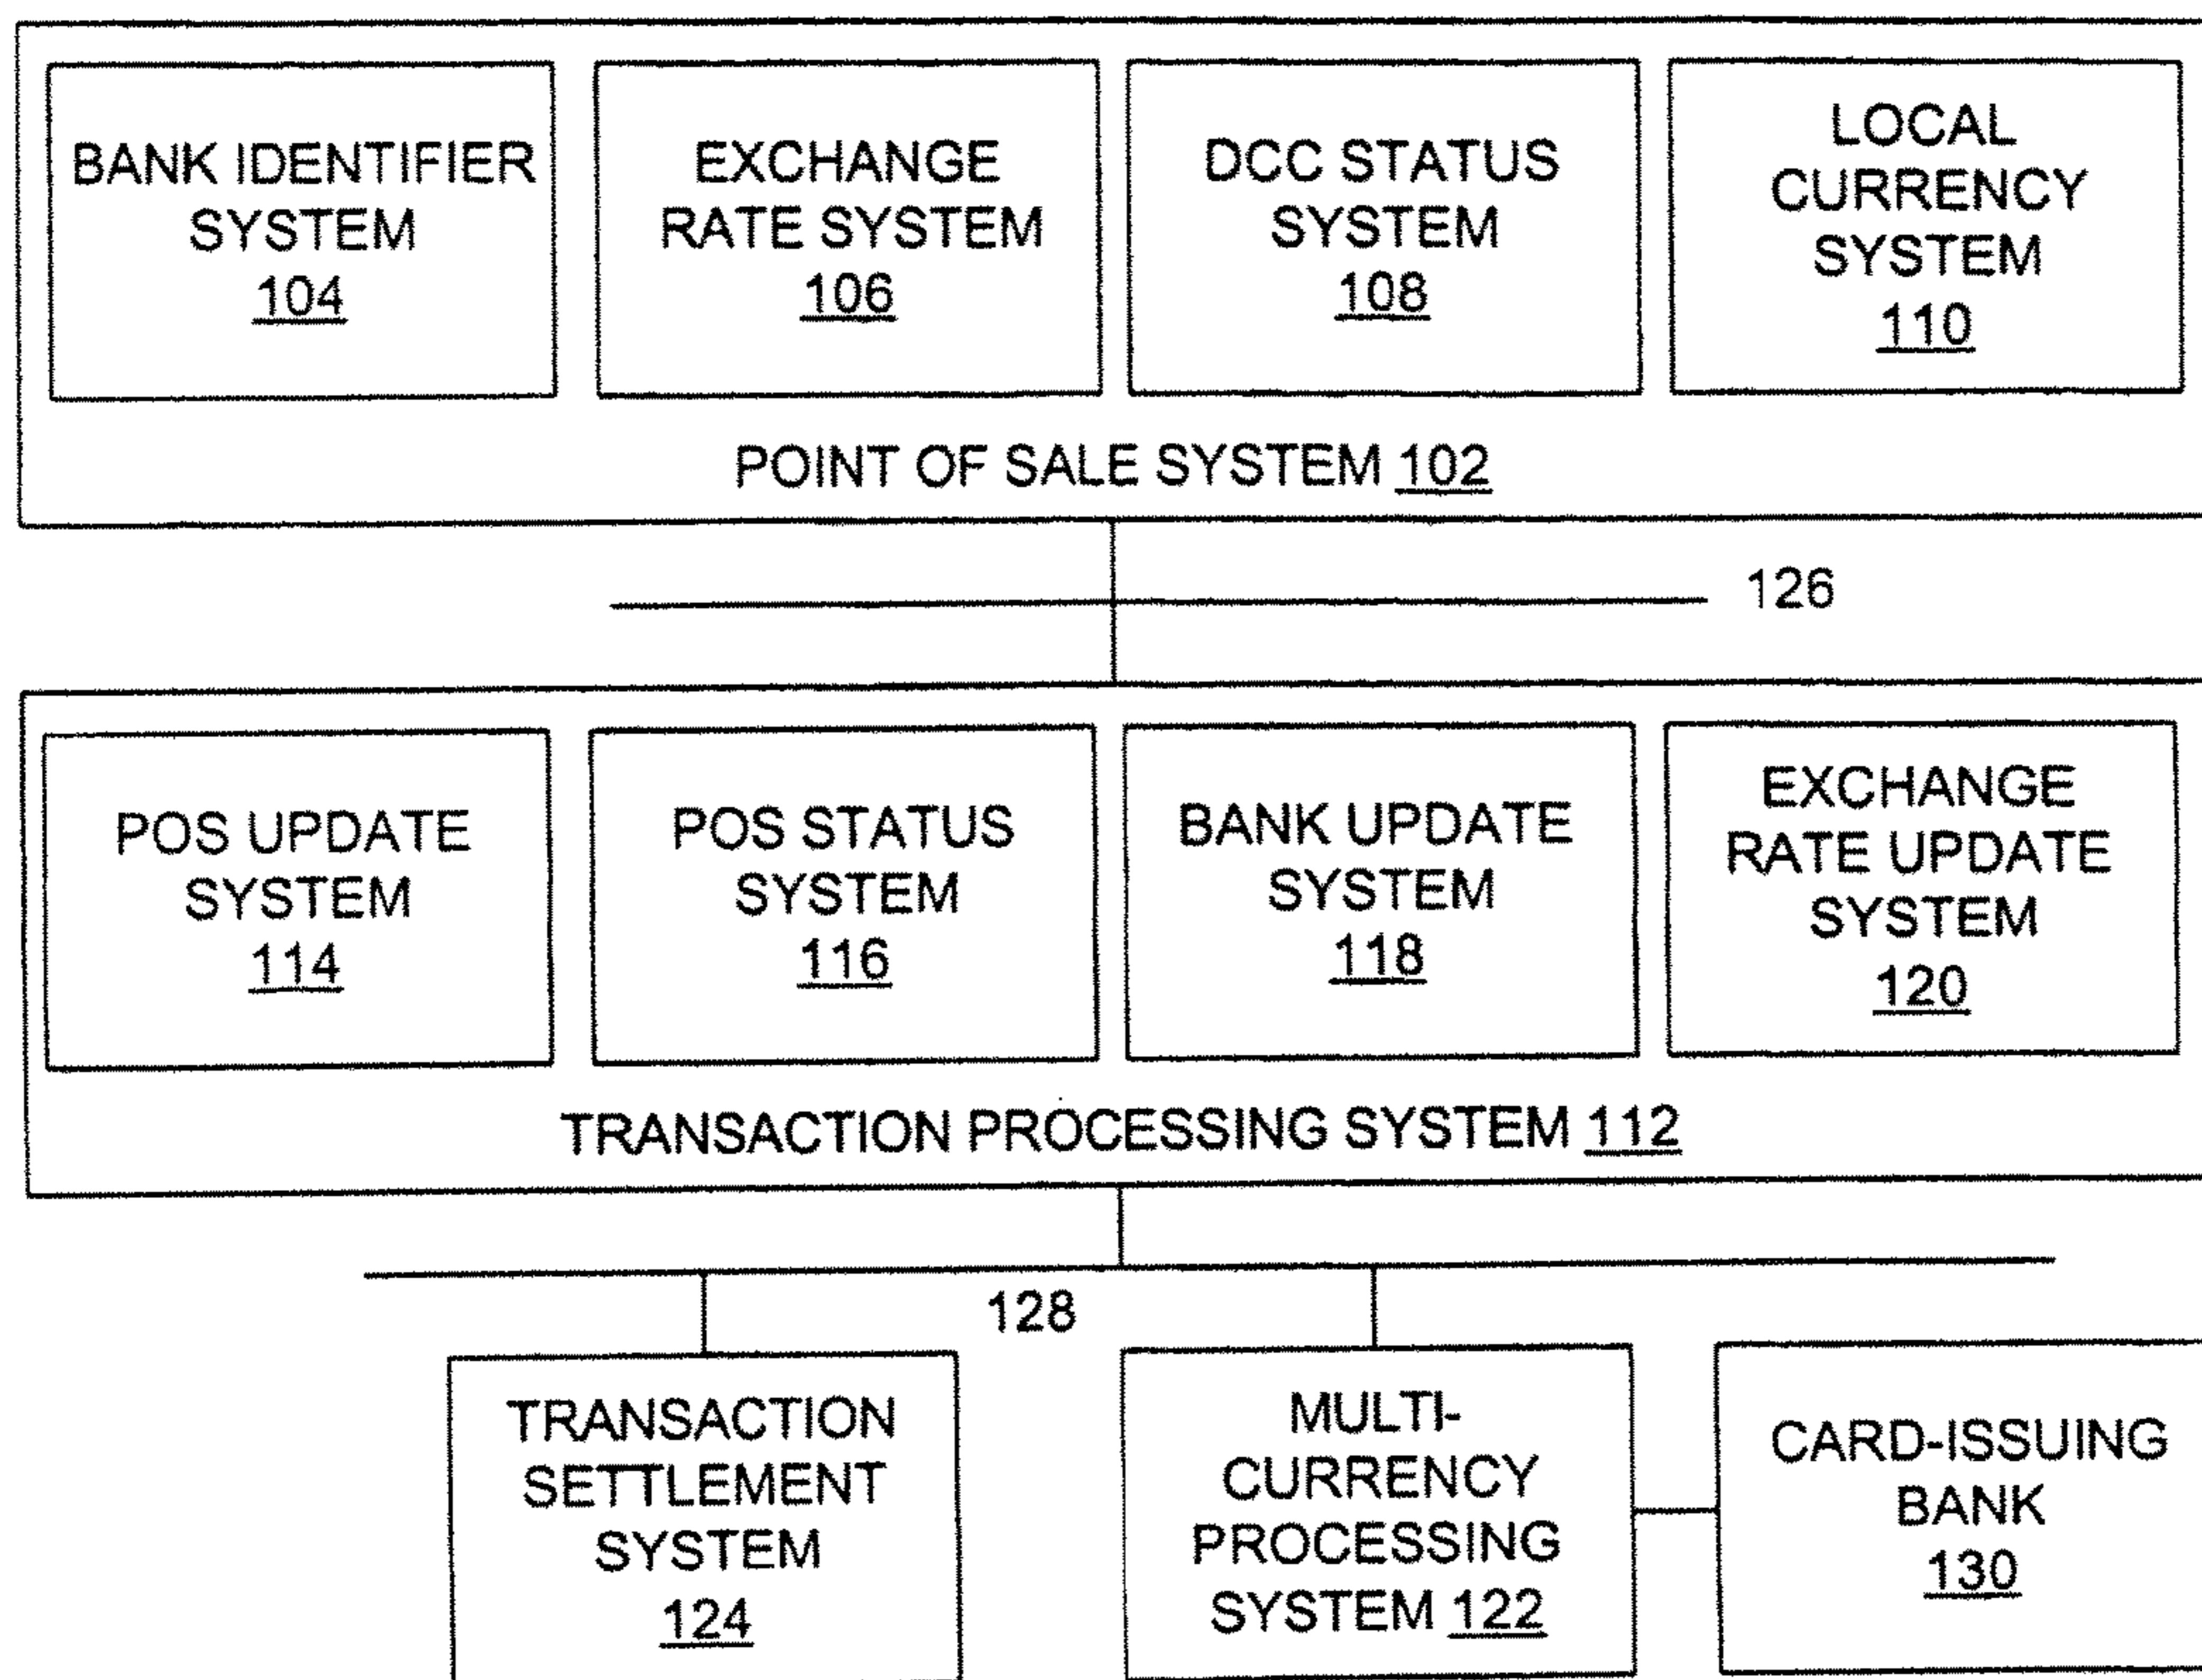 BANK IDENTIFIER
SYSTEM
104
EXCHANGE
RATE SYSTEM
106
DCC STATUS
SYSTEM
108
LOCAL
CURRENCY
SYSTEM
110
POINT OF SALE SYSTEM 102
126
POS UPDATE
SYSTEM
114
POS STATUS
SYSTEM
116
BANK UPDATE
SYSTEM
118
EXCHANGE
RATE UPDATE
SYSTEM
120
TRANSACTION PROCESSING SYSTEM 112
128
TRANSACTION
SETTLEMENT
SYSTEM
124
MULTI-
CURRENCY
PROCESSING
SYSTEM 122
CARD-ISSUING
BANK
130